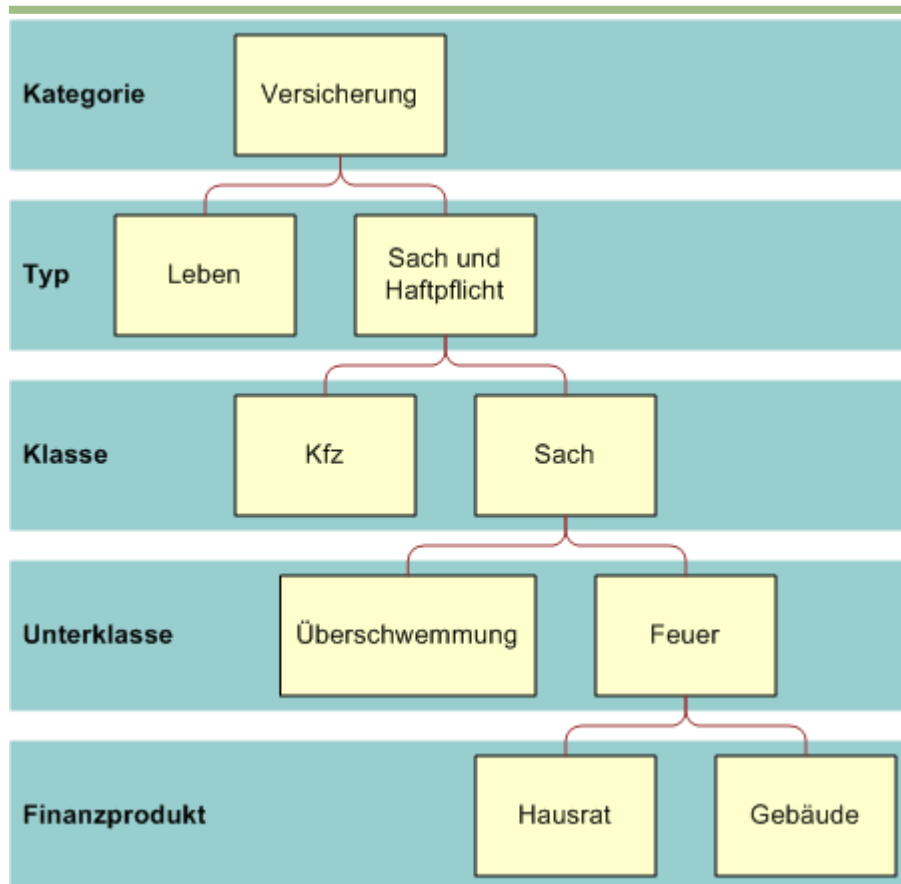 Kategorie
Versicherung
Typ
Leben
Sach und
Haftpflicht
Klasse
Kfz
Sach
Unterklasse
Überschwemmung
Feuer
Finanzprodukt
Hausrat
Gebäude